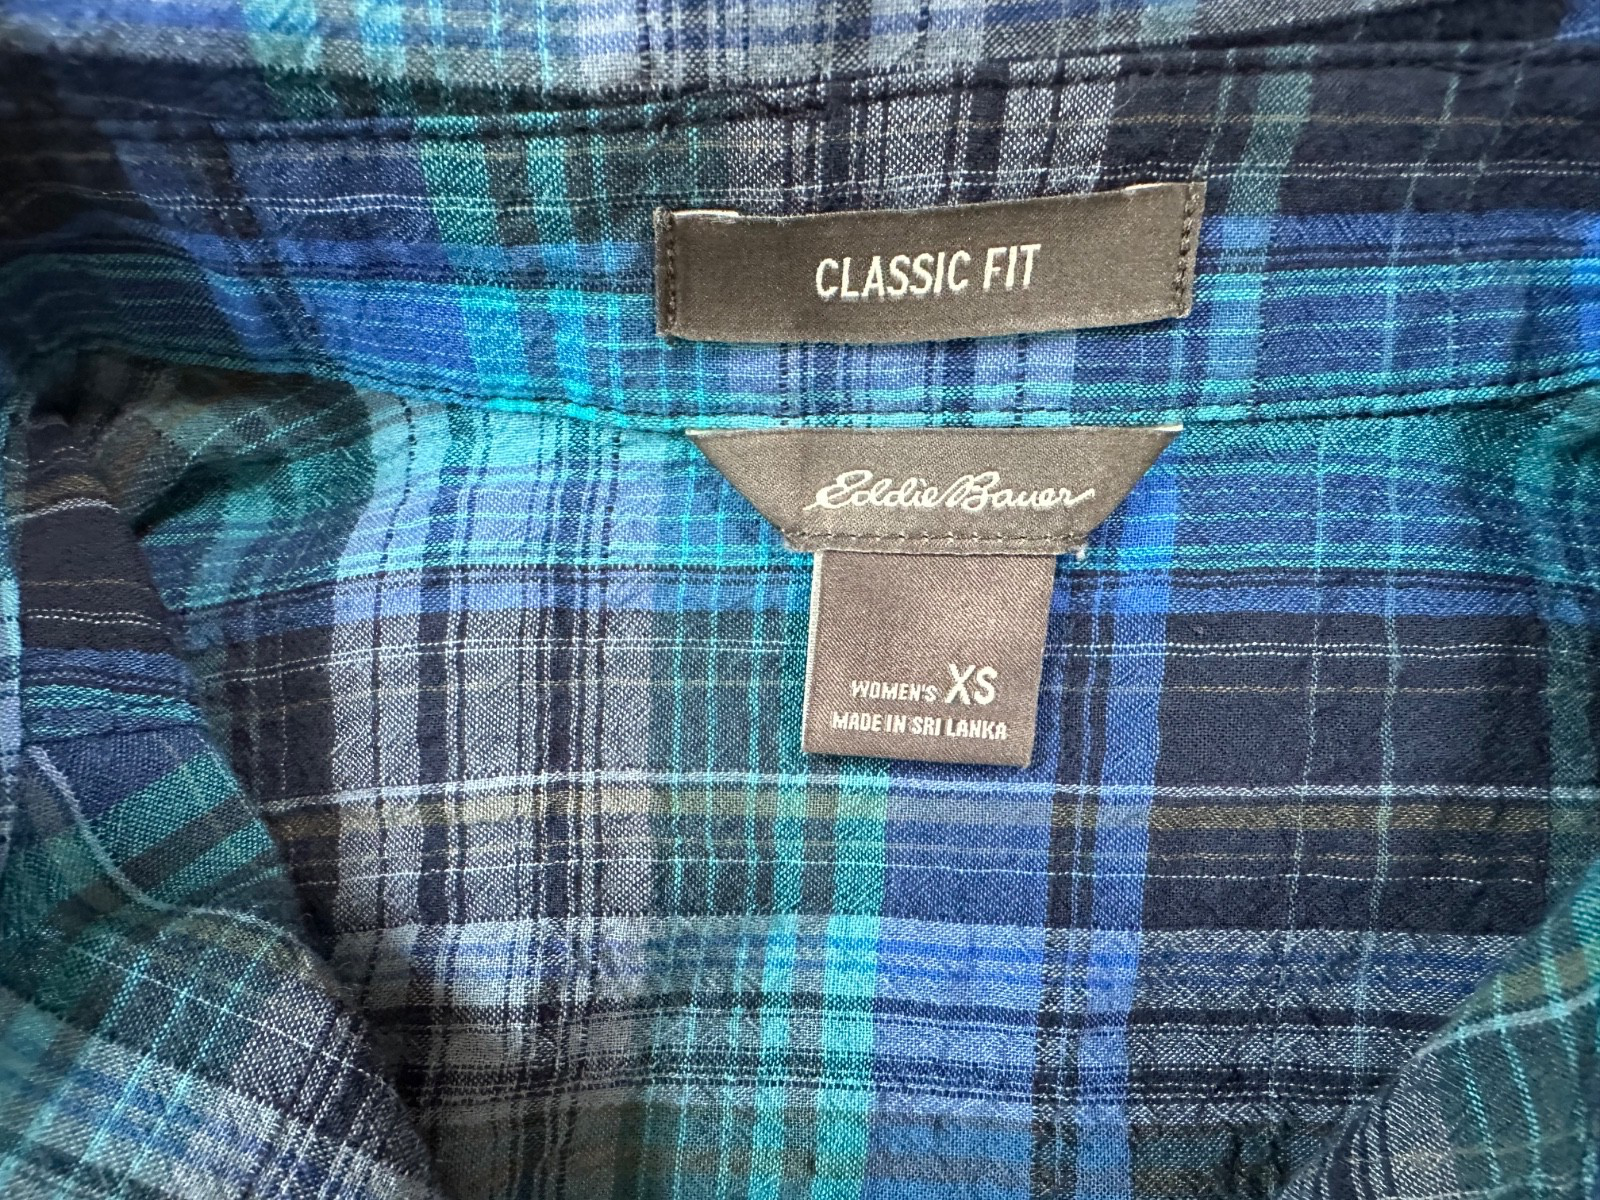 CLASSIC FIT
Eddie Bauer
WOMEN'S XS
MADE IN SRI LANKA